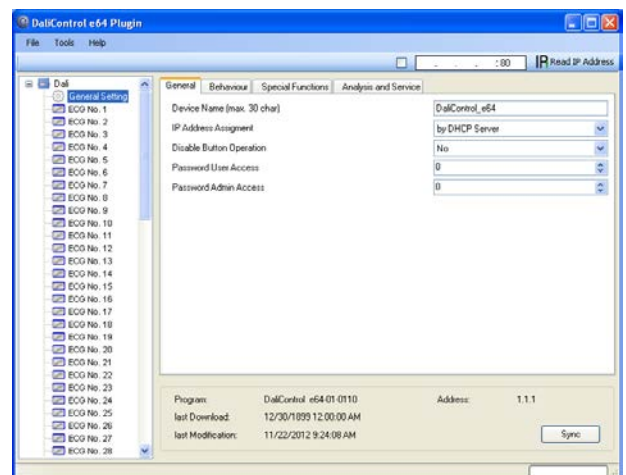 DaliControl e64 Plugin
File Tools Help
. . . :80 Read IP Address
Dali
General Setting
ECG No. 1
ECG No. 2
ECG No. 3
ECG No. 4
ECG No. 5
ECG No. 6
ECG No. 7
ECG No. 8
ECG No. 9
ECG No. 10
ECG No. 11
ECG No. 12
ECG No. 13
ECG No. 14
ECG No. 15
ECG No. 16
ECG No. 17
ECG No. 18
ECG No. 19
ECG No. 20
ECG No. 21
ECG No. 22
ECG No. 23
ECG No. 24
ECG No. 25
ECG No. 26
ECG No. 27
ECG No. 28
General Behaviour Special Functions Analysis and Service
Device Name (max. 30 char) DaliControl_e64
IP Address Assigment by DHCP Server
Disable Button Operation No
Password User Access 0
Password Admin Access 0
Program: DaliControl e64-01-0110 Address: 1.1.1
last Download: 12/30/1899 12:00:00 AM
last Modification: 11/22/2012 9:24:08 AM Sync